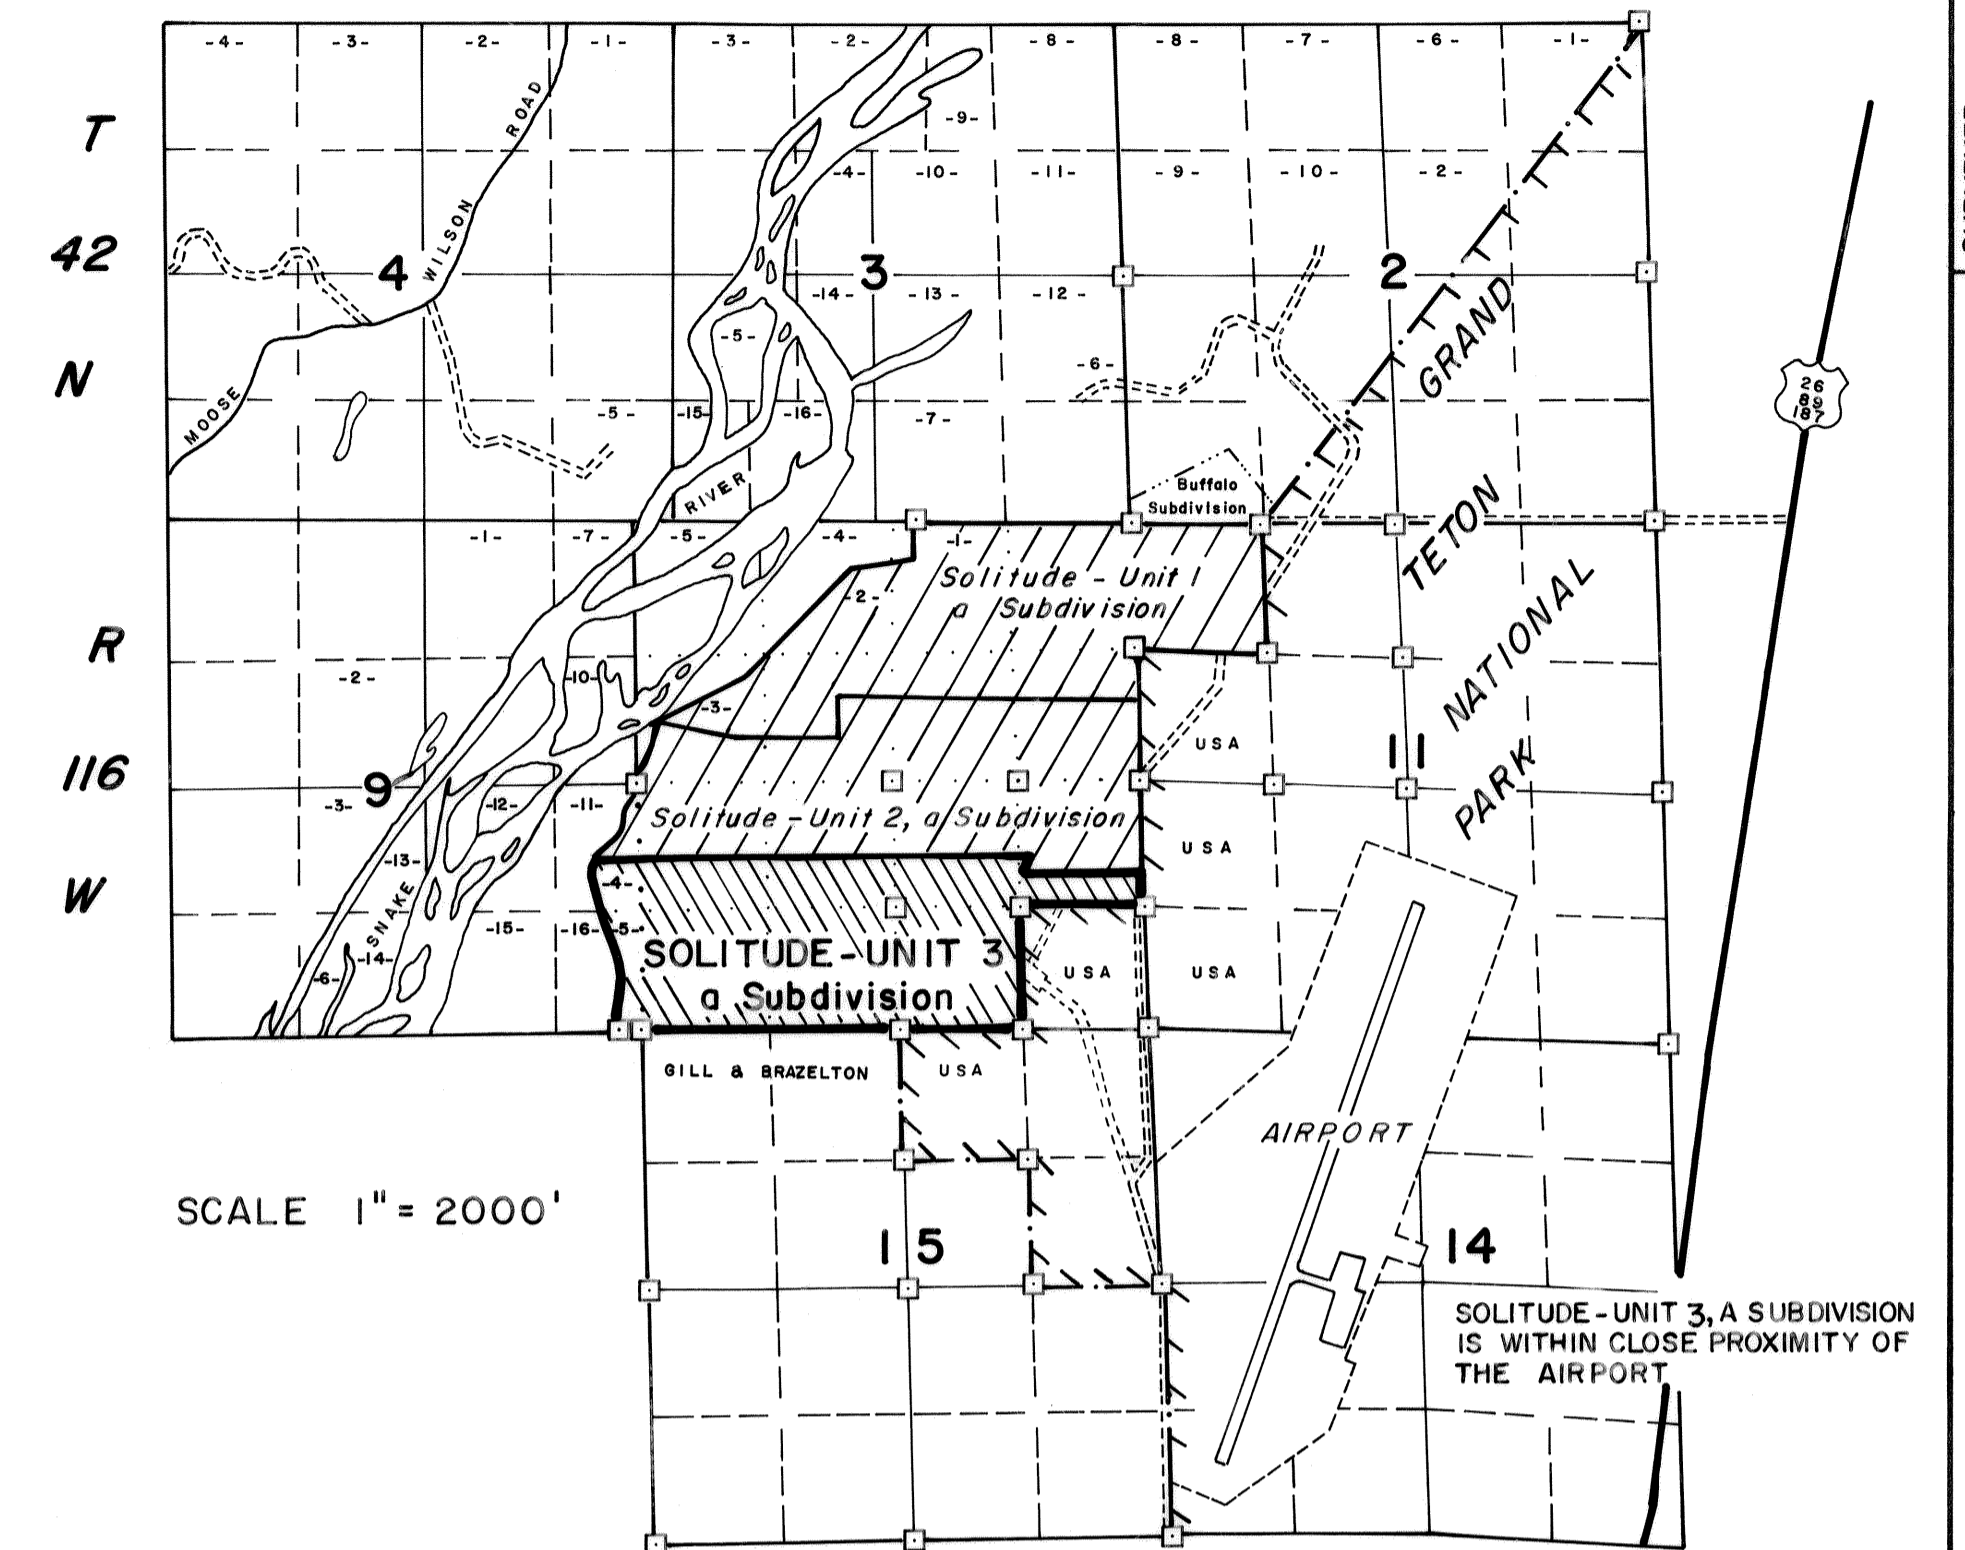 -4- -3- -2- -1- -3- -2- -8- -8- -7- -6- -1-
T
MOOSE WILSON ROAD
-9-
-4- -10- -11- -9- -10- -2-
42
4 3 2
-14- -13- -12-
-5-
GRAND
N
-6-
26
89
187
-5- -15- -16- -7-
RIVER
Buffalo
Subdivision
TETON
-1- -7- -5- -4- -1-
Solitude - Unit 1
a Subdivision
-2-
R
NATIONAL
-2- -10- -3-
USA
11
PARK
116
9
-3- -12- -11-
Solitude - Unit 2, a Subdivision
USA
-13-
-4-
W
SNAKE
-15- -16- -5-
-14-
-6-
SOLITUDE - UNIT 3
a Subdivision
USA USA
GILL & BRAZELTON USA
AIRPORT
SCALE 1" = 2000'
15 14
SOLITUDE - UNIT 3, A SUBDIVISION
IS WITHIN CLOSE PROXIMITY OF
THE AIRPORT